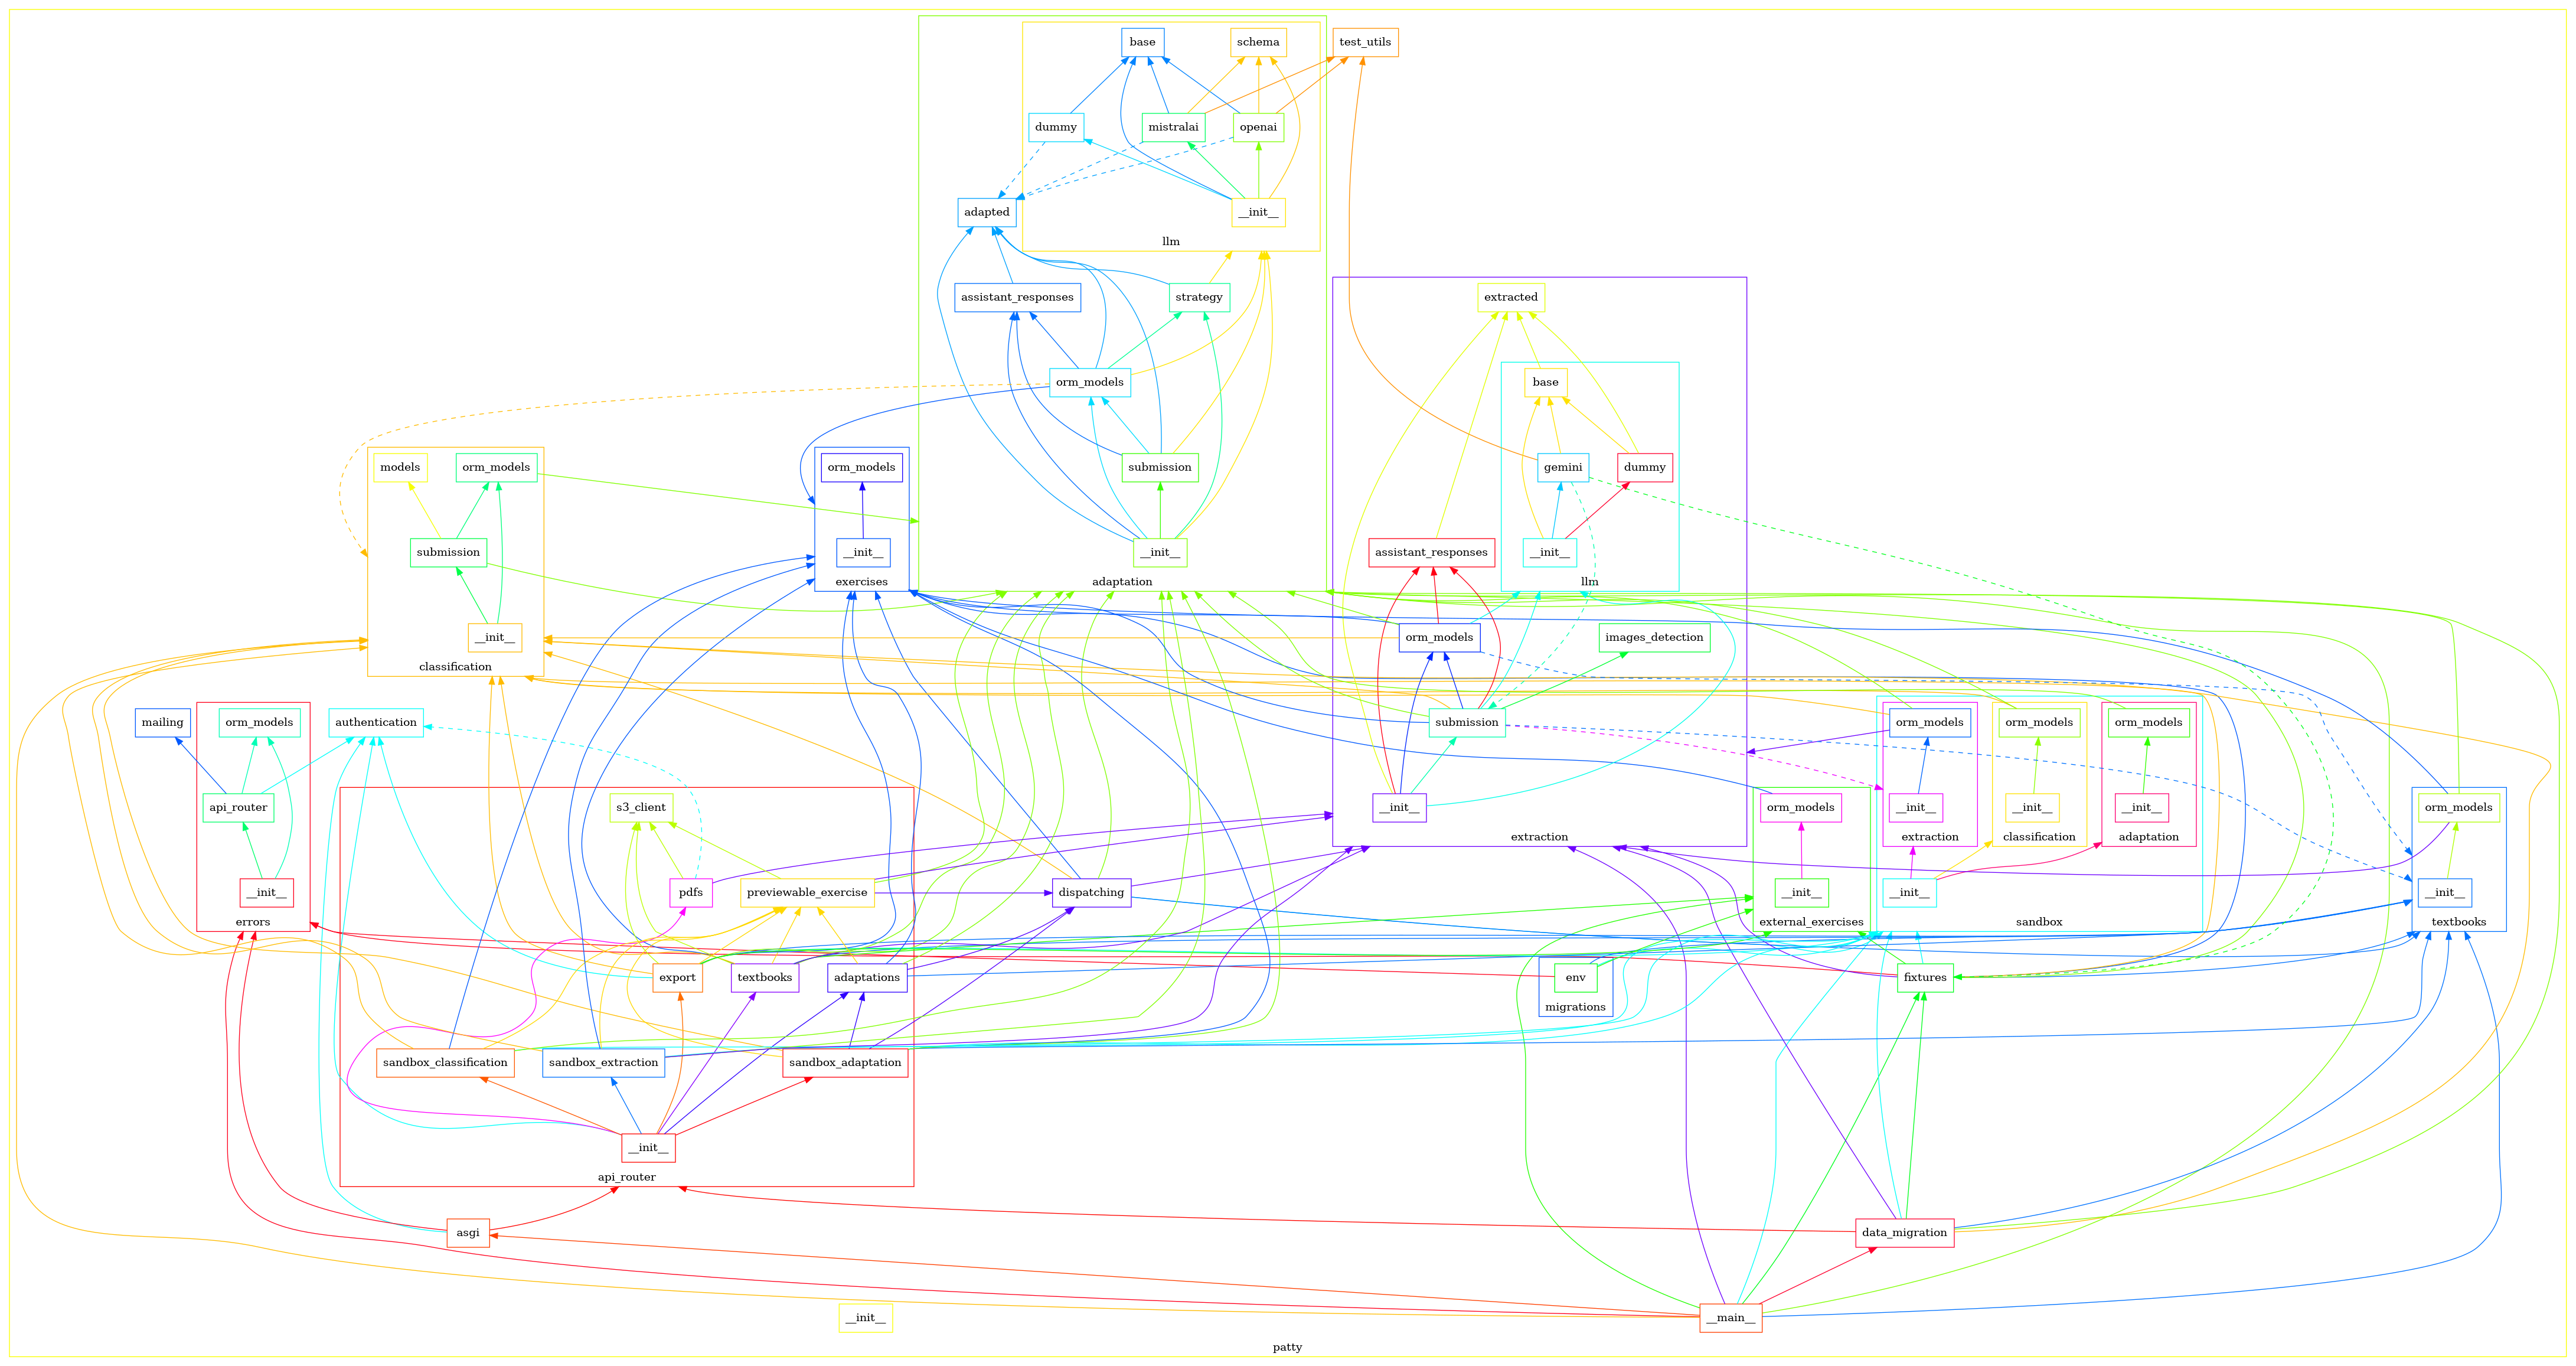 base
schema
test_utils
dummy
mistralai
openai
adapted
__init__
llm
assistant_responses
strategy
extracted
orm_models
base
models
orm_models
orm_models
submission
gemini
dummy
submission
__init__
__init__
assistant_responses
__init__
exercises
adaptation
llm
__init__
orm_models
images_detection
classification
mailing
orm_models
authentication
submission
orm_models
orm_models
orm_models
api_router
s3_client
__init__
orm_models
__init__
__init__
__init__
orm_models
extraction
extraction
classification
adaptation
__init__
pdfs
previewable_exercise
dispatching
__init__
__init__
__init__
errors
external_exercises
sandbox
textbooks
export
textbooks
adaptations
env
fixtures
migrations
sandbox_classification
sandbox_extraction
sandbox_adaptation
__init__
api_router
asgi
data_migration
__init__
__main__
patty